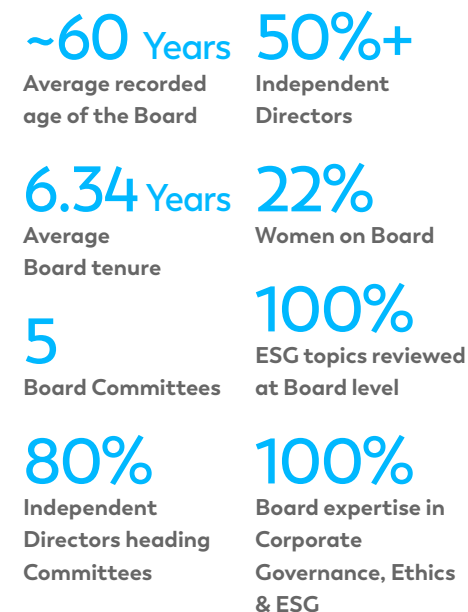 ~60 Years
Average recorded
age of the Board
6.34 Years
Average
Board tenure
5
Board Committees
80%
Independent
Directors heading
Committees
50%+
Independent
Directors
22%
Women on Board
100%
ESG topics reviewed
at Board level
100%
Board expertise in
Corporate
Governance, Ethics
& ESG